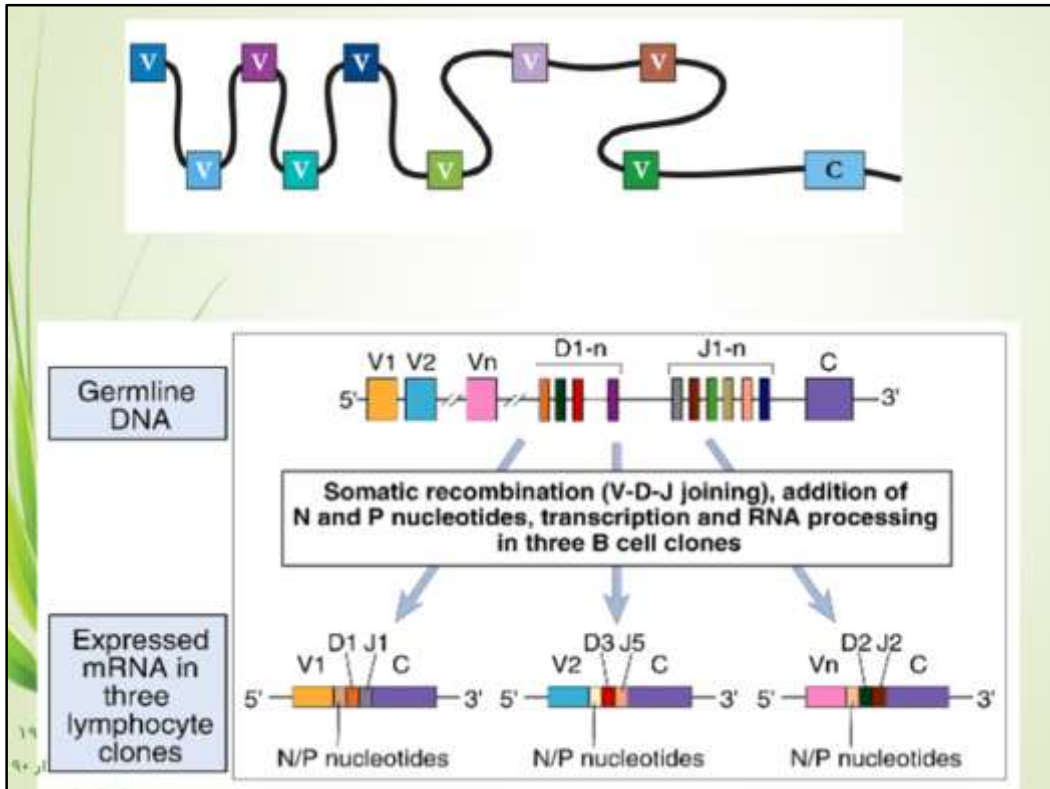 V V V V V
V V V V C
D1-n J1-n
V1 V2 Vn C
Germline
DNA
5' 3'
Somatic recombination (V-D-J joining), addition of
N and P nucleotides, transcription and RNA processing
in three B cell clones
Expressed
mRNA in
three
lymphocyte
clones
D1 J1
V1 C
5' 3'
N/P nucleotides
D3 J5
V2 C
5' 3'
N/P nucleotides
D2 J2
Vn C
5' 3'
N/P nucleotides
۱۹